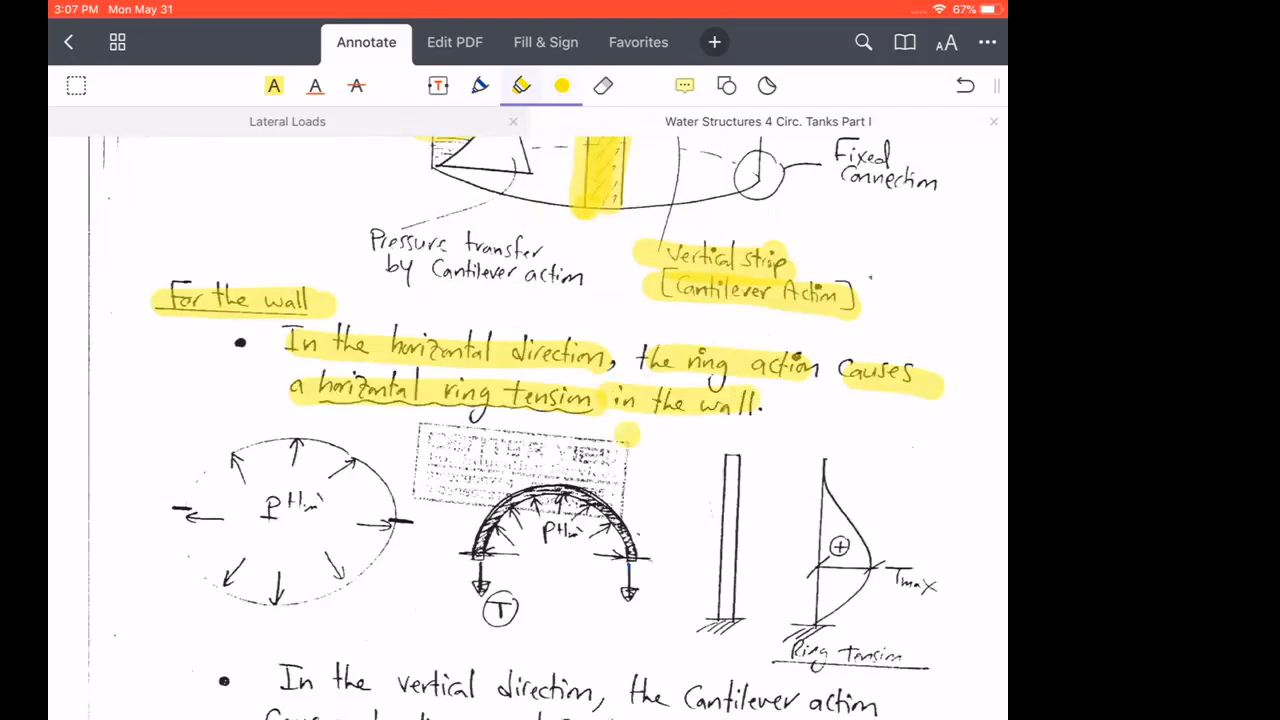 3:07 PM Mon May 31
67%
Annotate
Edit PDF
Fill & Sign
Favorites
AA
A A A T
Lateral Loads
Water Structures 4 Circ. Tanks Part I
Fixed
Connection
Pressure transfer
by Cantilever action
Vertical strip
[Cantilever Action]
For the wall
• In the horizontal direction, the ring action causes
a horizontal ring tension in the wall.
P t/m²
P t/m²
T
+
Tmax
Ring tension
• In the vertical direction, the Cantilever action